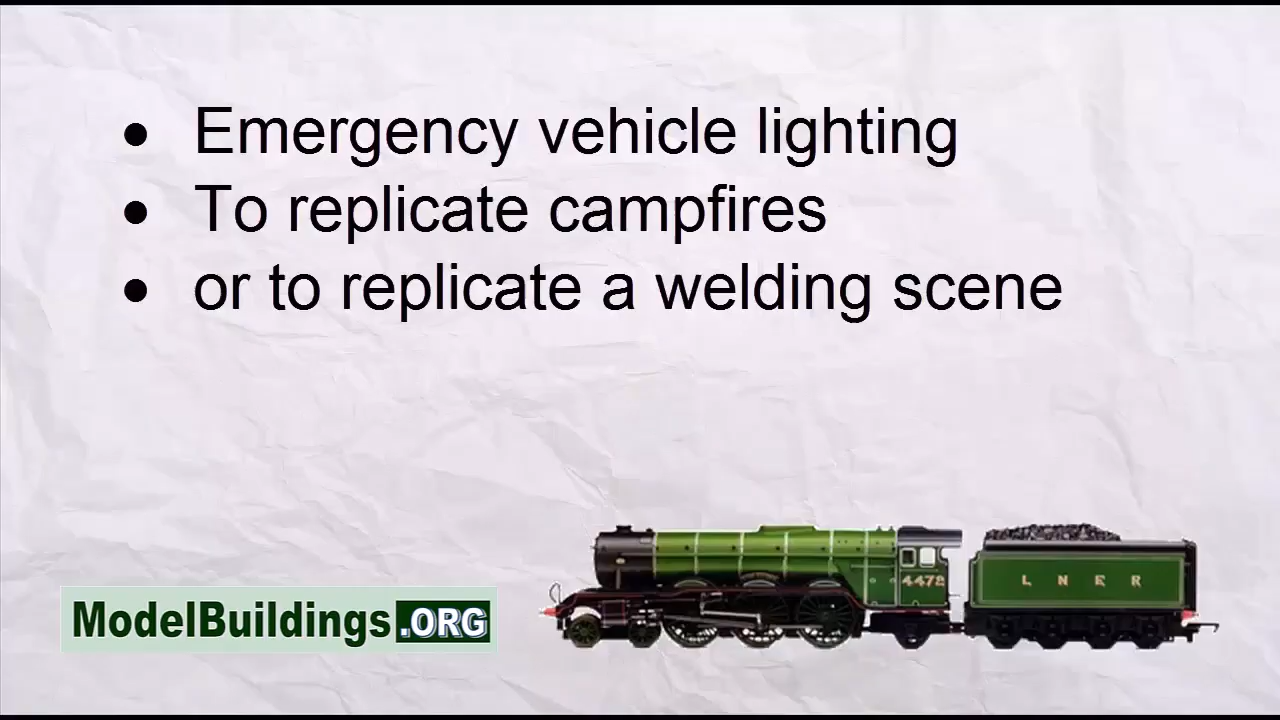 • Emergency vehicle lighting
• To replicate campfires
• or to replicate a welding scene
4472
L N E R
ModelBuildings.ORG